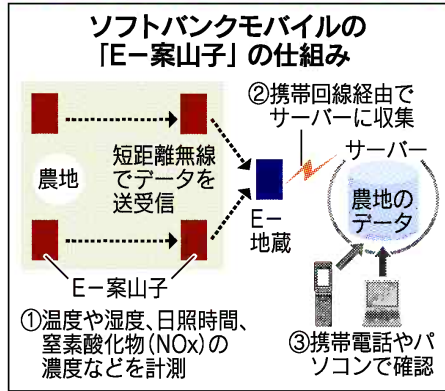 ソフトバンクモバイルの
「E－案山子」の仕組み
②携帯回線経由で
サーバーに収集
サーバー
短距離無線
でデータを
送受信
農地
農地の
データ
E－
地蔵
E－案山子
①温度や湿度、日照時間、
窒素酸化物(NOx)の
濃度などを計測
③携帯電話やパ
ソコンで確認